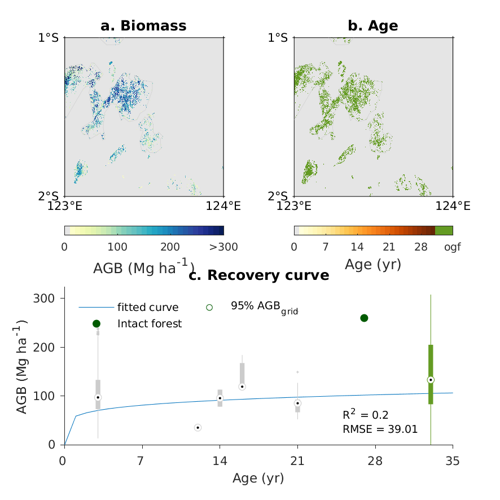 a. Biomass
b. Age
1°S
1°S
2°S
2°S
123°E
124°E
123°E
124°E
0 100 200 >300
0 7 14 21 28 ogf
AGB (Mg ha⁻¹)
Age (yr)
c. Recovery curve
fitted curve
95% AGBgrid
Intact forest
300
200
100
0
AGB (Mg ha⁻¹)
R² = 0.2
RMSE = 39.01
0 7 14 21 28 35
Age (yr)